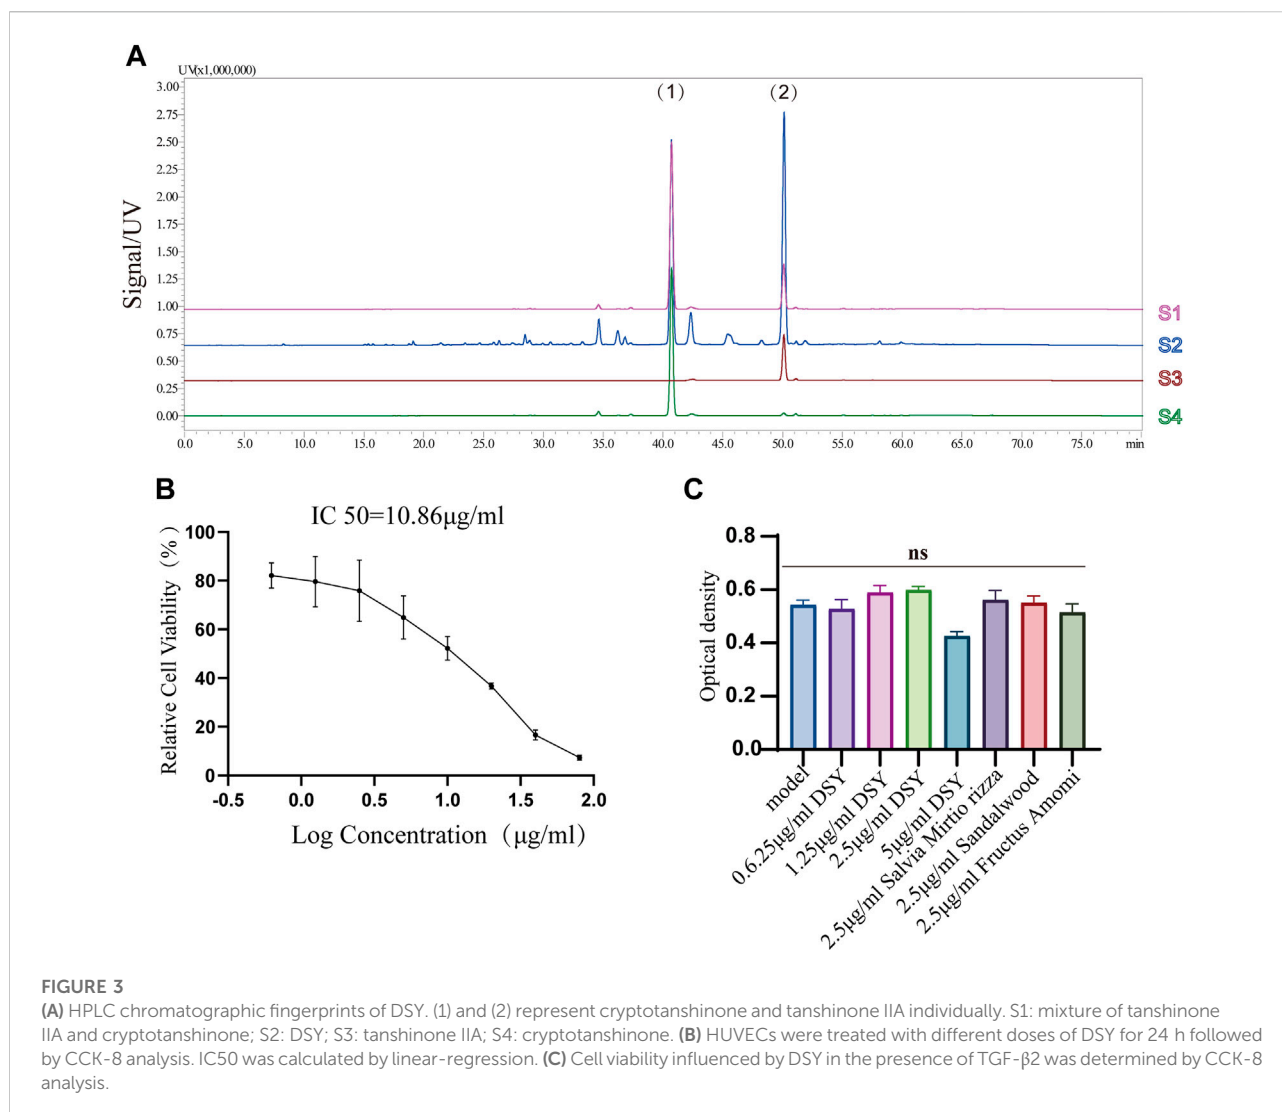 A
UV(x1,000,000)
(1)
(2)
3.00
2.75
2.50
2.25
2.00
1.75
1.50
1.25
1.00
0.75
0.50
0.25
0.00
Signal/UV
S1
S2
S3
S4
0.0 5.0 10.0 15.0 20.0 25.0 30.0 35.0 40.0 45.0 50.0 55.0 60.0 65.0 70.0 75.0 min
B
IC 50=10.86μg/ml
Relative Cell Viability (%)
100
80
60
40
20
0
-0.5 0.0 0.5 1.0 1.5 2.0
Log Concentration (μg/ml)
C
ns
Optical density
0.8
0.6
0.4
0.2
0.0
model
0.6.25μg/ml DSY
1.25μg/ml DSY
2.5μg/ml DSY
5μg/ml DSY
2.5μg/ml Salvia Mirtio rizza
2.5μg/ml Sandalwood
2.5μg/ml Fructus Amomi
FIGURE 3
(A) HPLC chromatographic fingerprints of DSY. (1) and (2) represent cryptotanshinone and tanshinone IIA individually. S1: mixture of tanshinone
IIA and cryptotanshinone; S2: DSY; S3: tanshinone IIA; S4: cryptotanshinone. (B) HUVECs were treated with different doses of DSY for 24 h followed
by CCK-8 analysis. IC50 was calculated by linear-regression. (C) Cell viability influenced by DSY in the presence of TGF-β2 was determined by CCK-8
analysis.